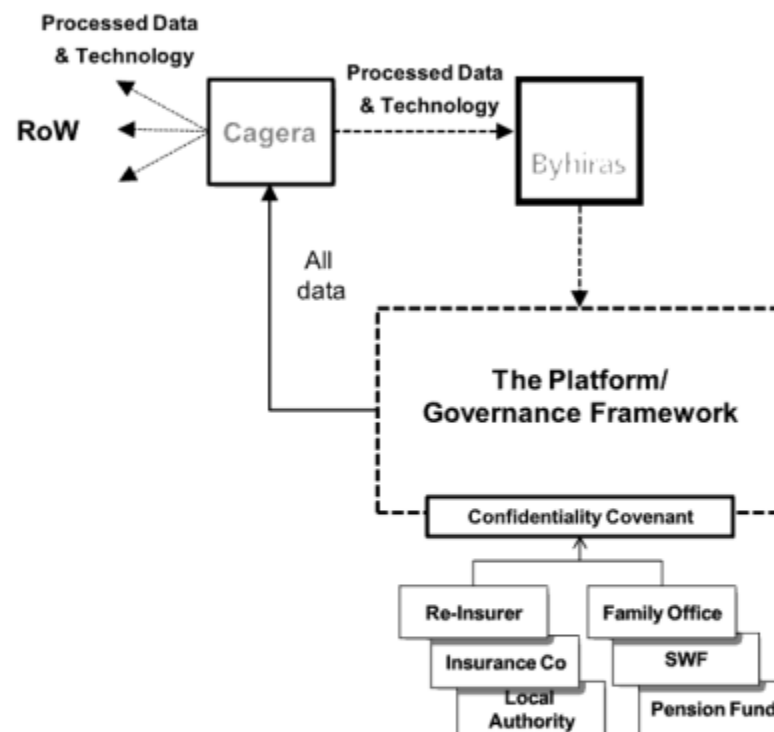 Processed Data
& Technology
RoW
Cagera
Processed Data
& Technology
Byhiras
All
data
The Platform/
Governance Framework
Confidentiality Covenant
Re-Insurer
Family Office
Insurance Co
SWF
Local
Authority
Pension Fund